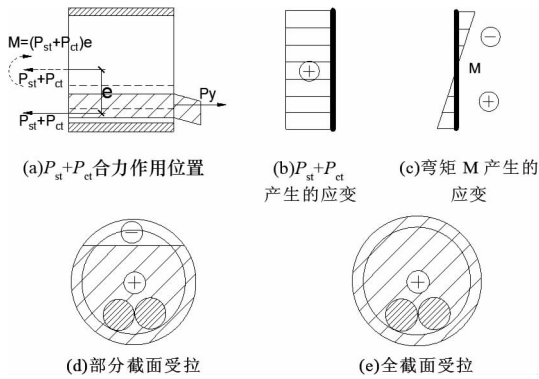 M=(Pst+Pct)e
Pst+Pct
e
Py
Pst+Pct
+
−
M
+
(a)Pst+Pct合力作用位置
(b)Pst+Pct
产生的应变
(c)弯矩 M 产生的
应变
−
+
+
(d)部分截面受拉
(e)全截面受拉